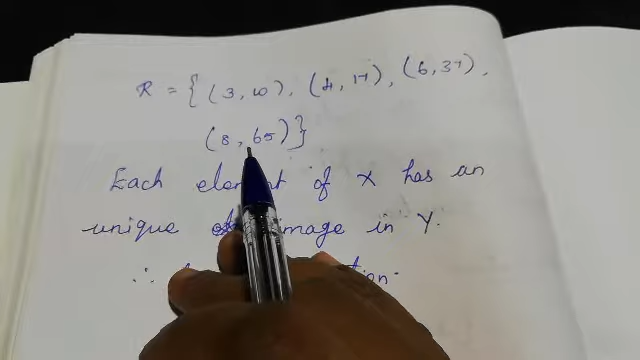 R = { (3, 10), (4, 17), (6, 37),
(8, 65) }
Each element of X has an
unique image in Y.
∴